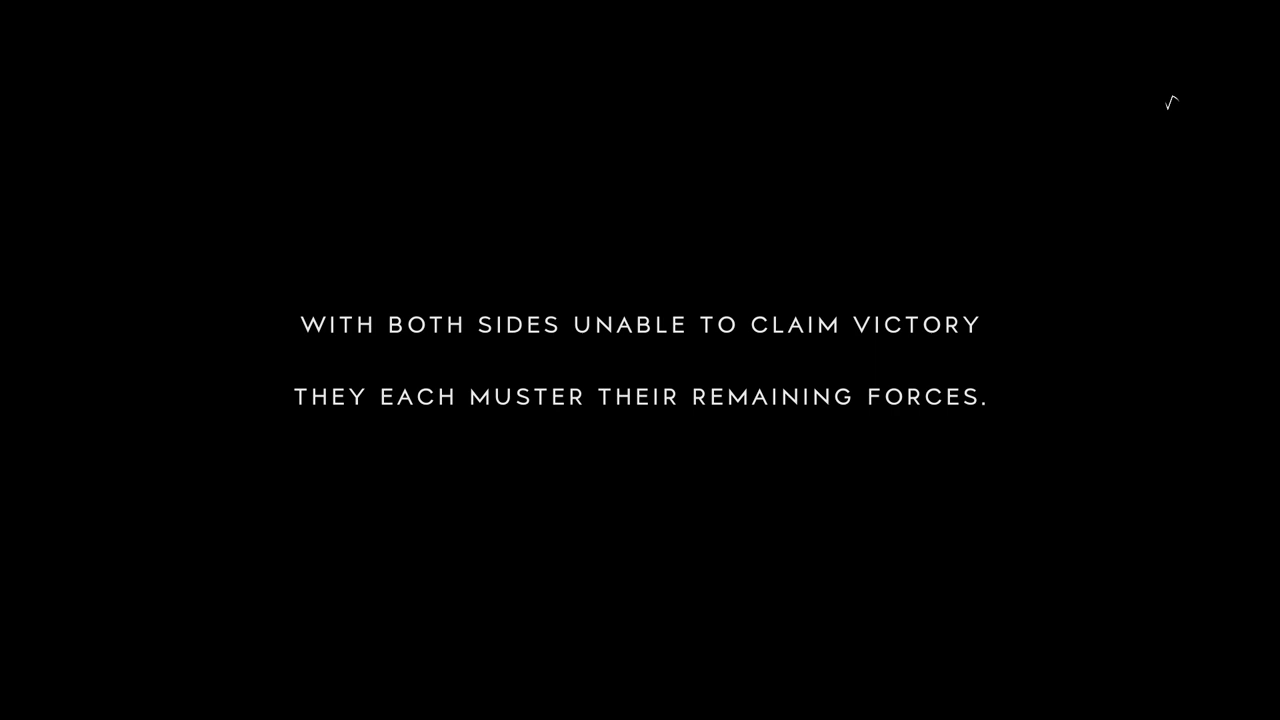 WITH BOTH SIDES UNABLE TO CLAIM VICTORY
THEY EACH MUSTER THEIR REMAINING FORCES.